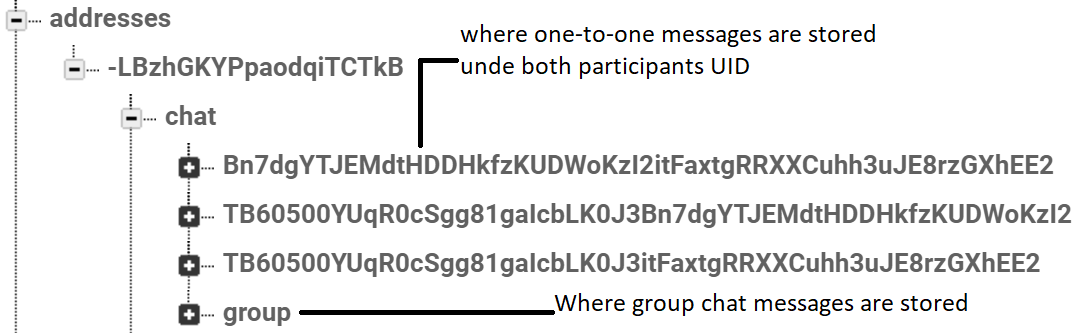 addresses
where one-to-one messages are stored
unde both participants UID
-LBzhGKYPpaodqiTCTkB
chat
Bn7dgYTJEMdtHDDHkfzKUDWoKzI2itFaxtgRRXXCuhh3uJE8rzGXhEE2
TB60500YUqR0cSgg81gaIcbLK0J3Bn7dgYTJEMdtHDDHkfzKUDWoKzI2
TB60500YUqR0cSgg81gaIcbLK0J3itFaxtgRRXXCuhh3uJE8rzGXhEE2
group
Where group chat messages are stored